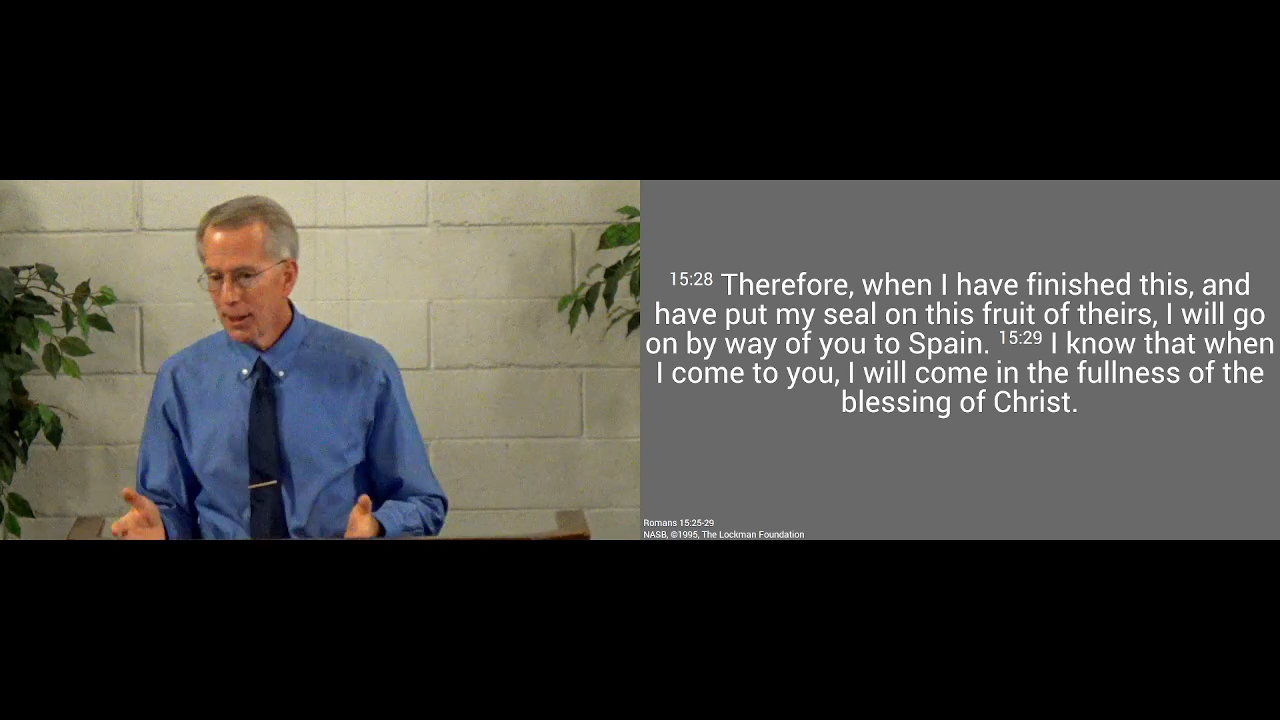 15:28 Therefore, when I have finished this, and
have put my seal on this fruit of theirs, I will go
on by way of you to Spain. 15:29 I know that when
I come to you, I will come in the fullness of the
blessing of Christ.
Romans 15:25-29
NASB, ©1995, The Lockman Foundation